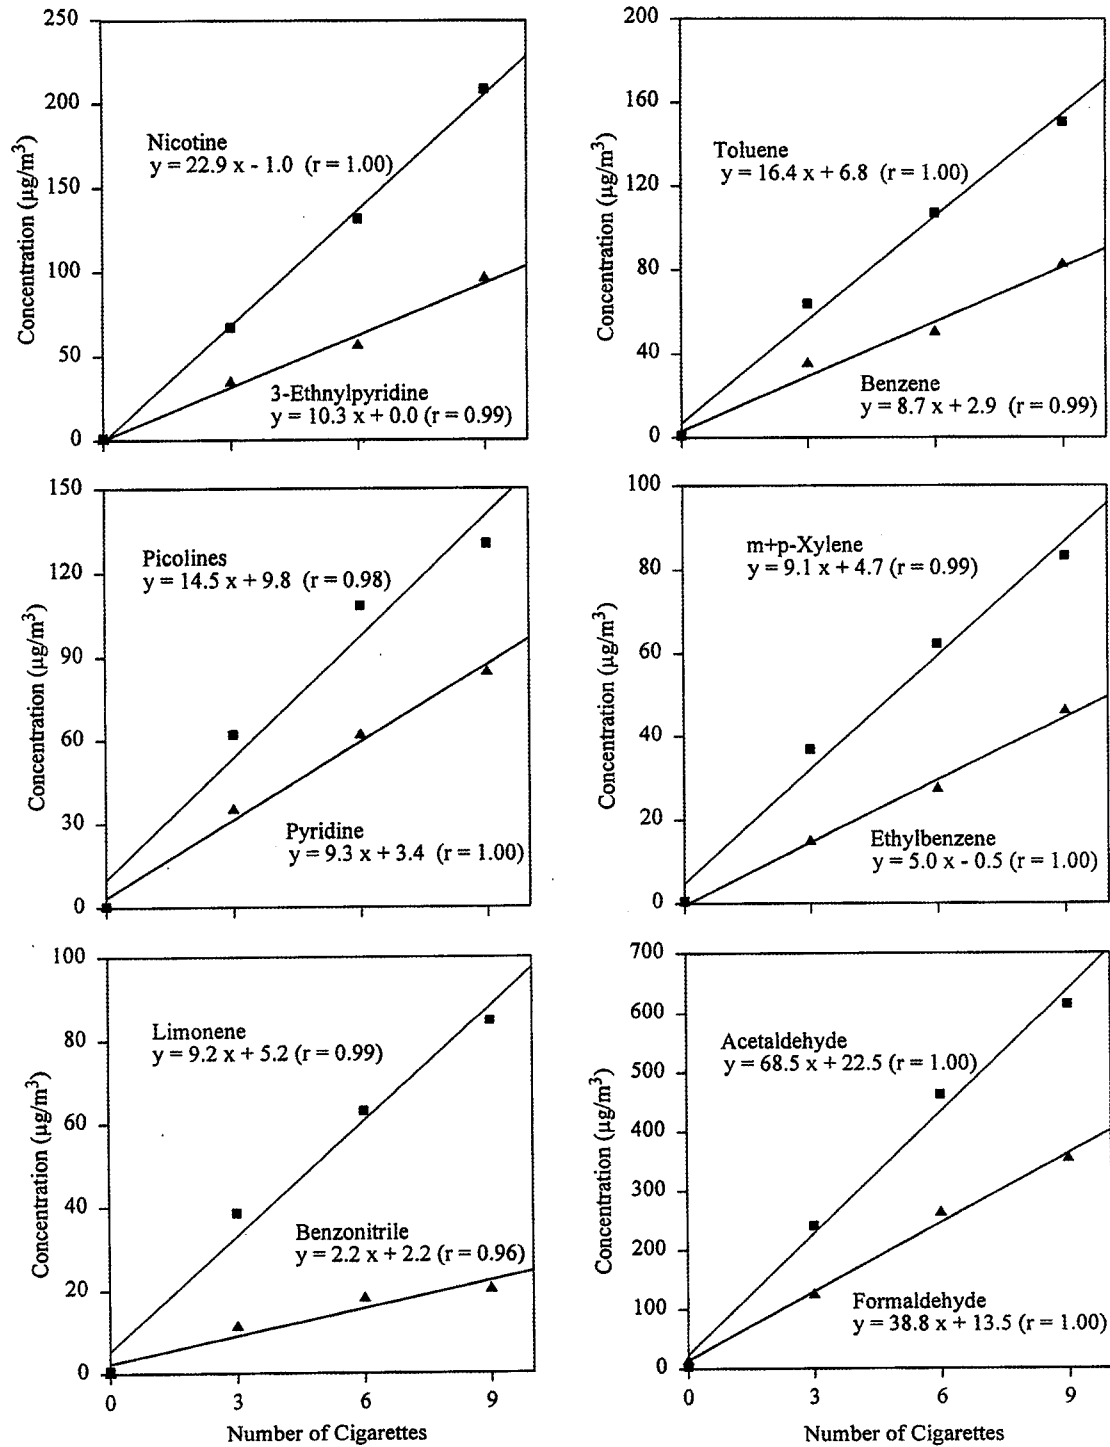 250
200
150
100
50
0
Concentration (µg/m³)
Nicotine
y = 22.9 x - 1.0 (r = 1.00)
3-Ethnylpyridine
y = 10.3 x + 0.0 (r = 0.99)
200
160
120
80
40
0
Concentration (µg/m³)
Toluene
y = 16.4 x + 6.8 (r = 1.00)
Benzene
y = 8.7 x + 2.9 (r = 0.99)
150
120
90
60
30
0
Concentration (µg/m³)
Picolines
y = 14.5 x + 9.8 (r = 0.98)
Pyridine
y = 9.3 x + 3.4 (r = 1.00)
100
80
60
40
20
0
Concentration (µg/m³)
m+p-Xylene
y = 9.1 x + 4.7 (r = 0.99)
Ethylbenzene
y = 5.0 x - 0.5 (r = 1.00)
100
80
60
40
20
0
Concentration (µg/m³)
Limonene
y = 9.2 x + 5.2 (r = 0.99)
Benzonitrile
y = 2.2 x + 2.2 (r = 0.96)
0 3 6 9
Number of Cigarettes
700
600
500
400
300
200
100
0
Concentration (µg/m³)
Acetaldehyde
y = 68.5 x + 22.5 (r = 1.00)
Formaldehyde
y = 38.8 x + 13.5 (r = 1.00)
0 3 6 9
Number of Cigarettes